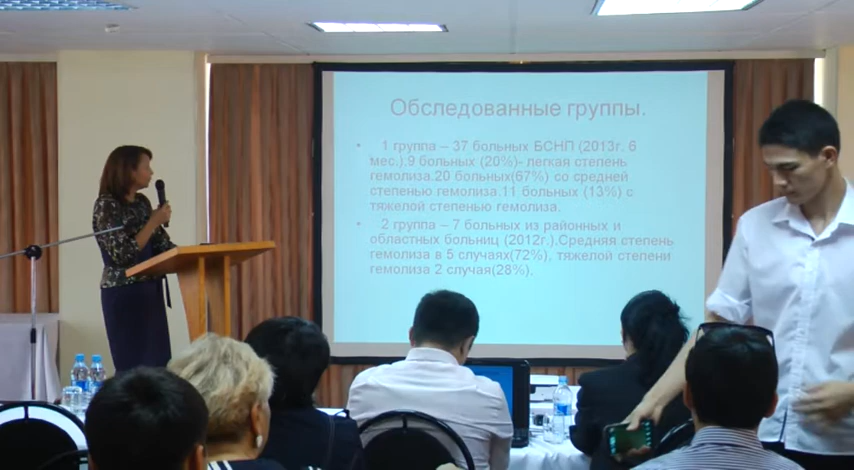 Обследованные группы.
• 1 группа – 37 больных БСНП (2013г. 6
мес.).9 больных (20%)- легкая степень
гемолиза.20 больных(67%) со средней
степенью гемолиза.11 больных (13%) с
тяжелой степенью гемолиза.
• 2 группа – 7 больных из районных и
областных больниц (2012г.).Средняя степень
гемолиза в 5 случаях(72%), тяжелой степени
гемолиза 2 случая(28%).